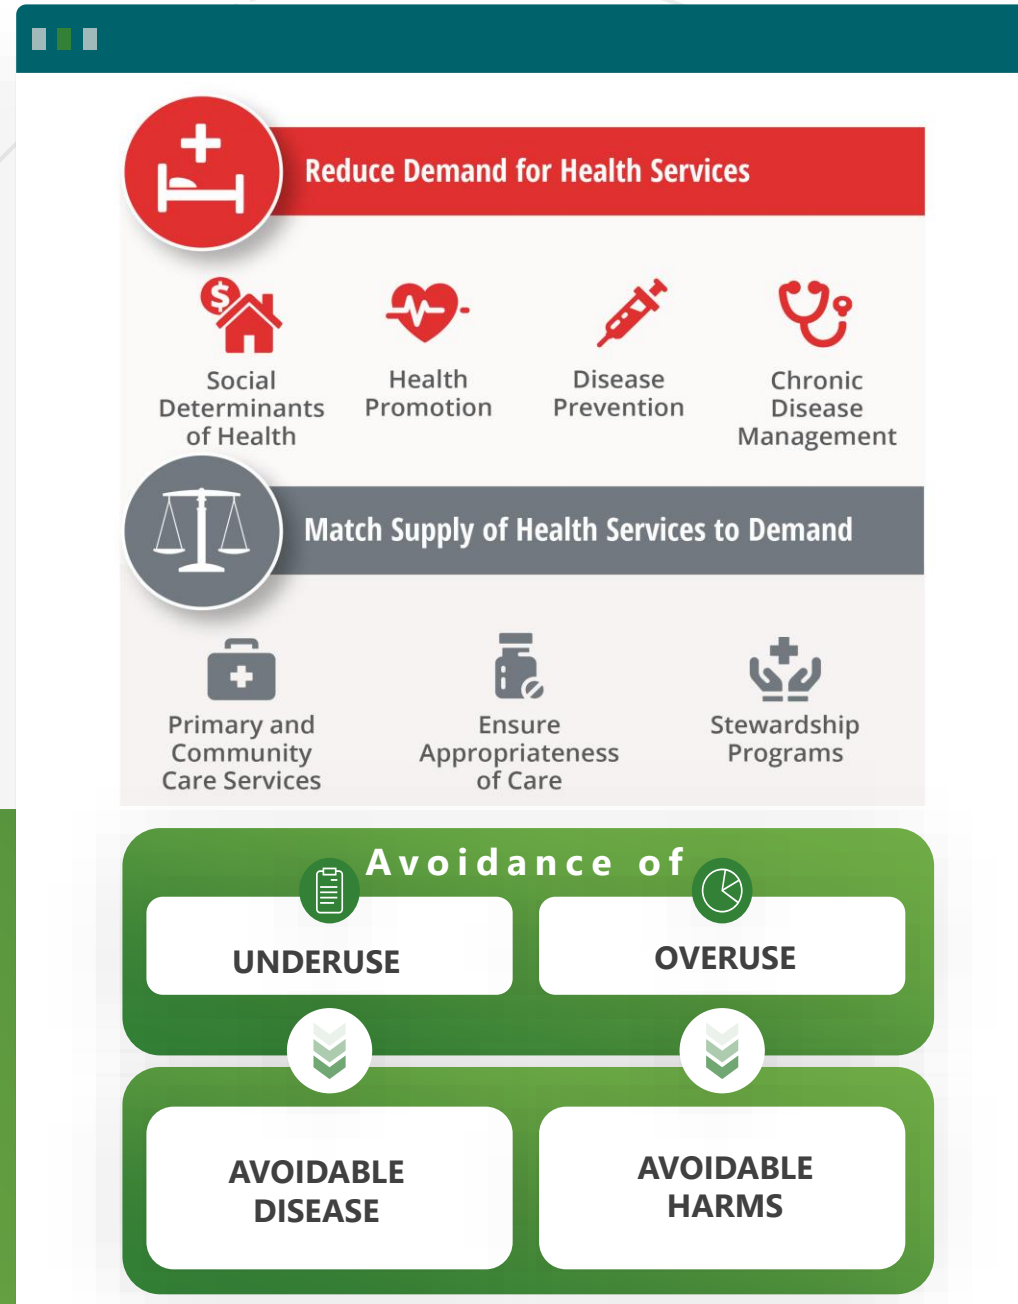 Reduce Demand for Health Services
Social
Determinants
of Health
Health
Promotion
Disease
Prevention
Chronic
Disease
Management
Match Supply of Health Services to Demand
Primary and
Community
Care Services
Ensure
Appropriateness
of Care
Stewardship
Programs
Avoidance of
UNDERUSE
OVERUSE
AVOIDABLE
DISEASE
AVOIDABLE
HARMS